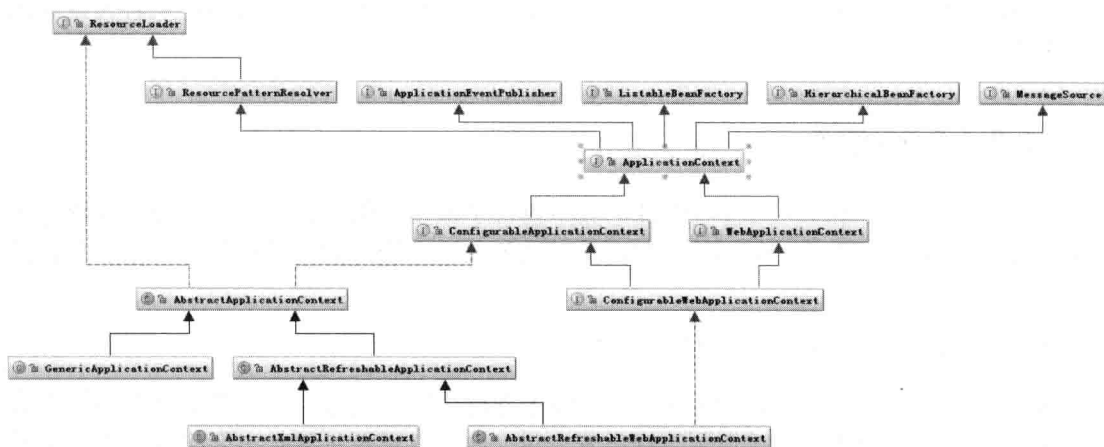 ResourceLoader
ResourcePatternResolver
ApplicationEventPublisher
ListableBeanFactory
HierarchicalBeanFactory
MessageSource
ApplicationContext
ConfigurableApplicationContext
WebApplicationContext
AbstractApplicationContext
ConfigurableWebApplicationContext
GenericApplicationContext
AbstractRefreshableApplicationContext
AbstractXmlApplicationContext
AbstractRefreshableWebApplicationContext